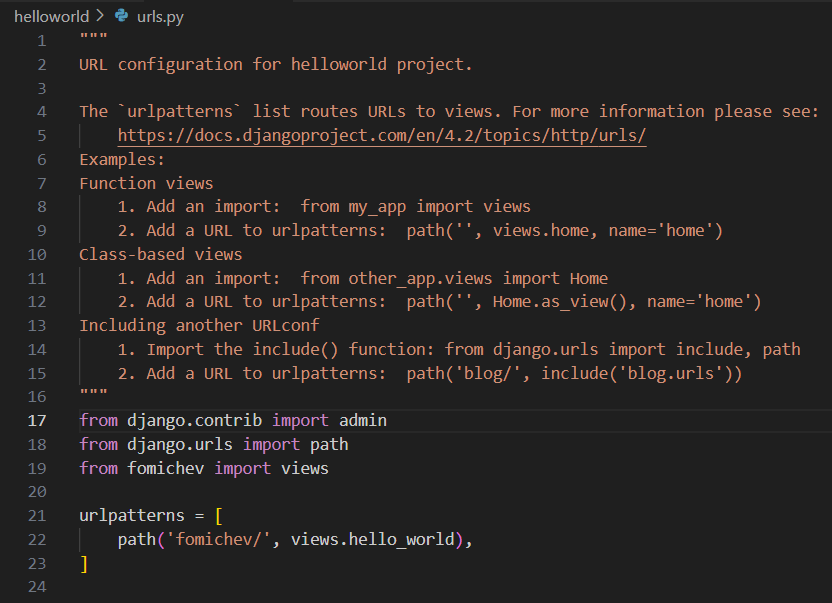 helloworld > urls.py
1 """
2 URL configuration for helloworld project.
3
4 The `urlpatterns` list routes URLs to views. For more information please see:
5     https://docs.djangoproject.com/en/4.2/topics/http/urls/
6 Examples:
7 Function views
8     1. Add an import:  from my_app import views
9     2. Add a URL to urlpatterns:  path('', views.home, name='home')
10 Class-based views
11     1. Add an import:  from other_app.views import Home
12     2. Add a URL to urlpatterns:  path('', Home.as_view(), name='home')
13 Including another URLconf
14     1. Import the include() function: from django.urls import include, path
15     2. Add a URL to urlpatterns:  path('blog/', include('blog.urls'))
16 """
17 from django.contrib import admin
18 from django.urls import path
19 from fomichev import views
20
21 urlpatterns = [
22     path('fomichev/', views.hello_world),
23 ]
24